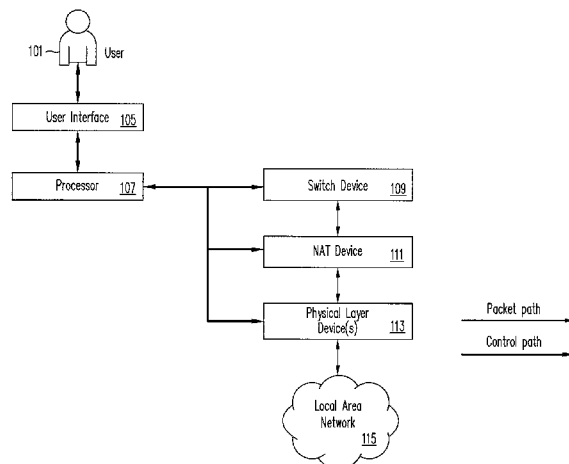 101
User
User Interface 105
Processor 107
Switch Device 109
NAT Device 111
Physical Layer
Device(s) 113
Packet path
Control path
Local Area
Network
115